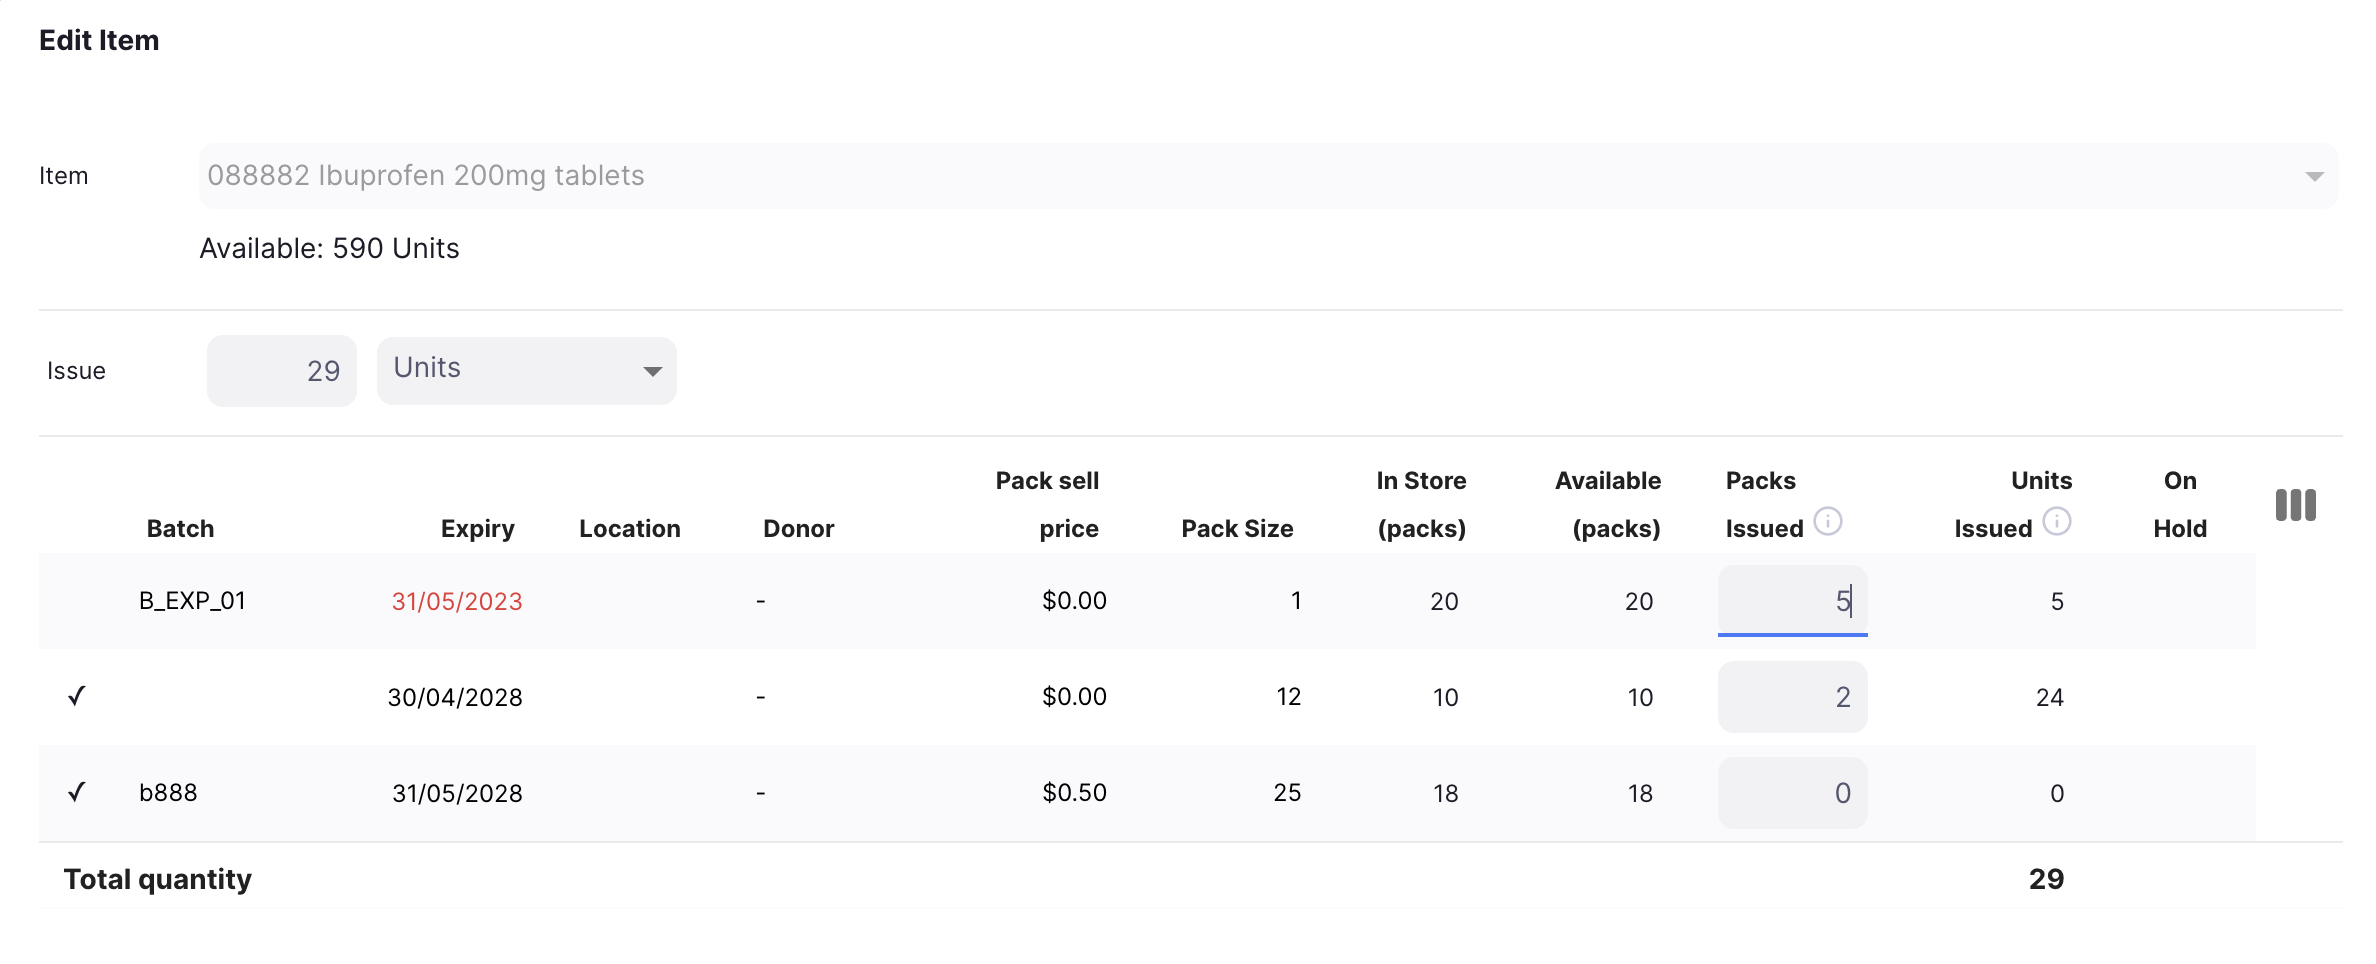 Edit Item
Item 088882 Ibuprofen 200mg tablets
Available: 590 Units
Issue 29 Units
Batch Expiry Location Donor Pack sell price Pack Size In Store (packs) Available (packs) Packs Issued Units Issued On Hold
B_EXP_01 31/05/2023 - $0.00 1 20 20 5 5
✓ 30/04/2028 - $0.00 12 10 10 2 24
✓ b888 31/05/2028 - $0.50 25 18 18 0 0
Total quantity 29